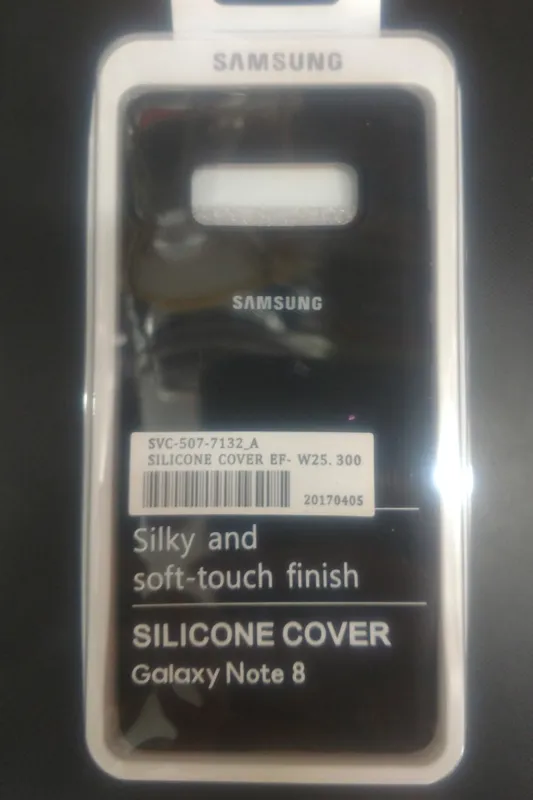 SAMSUNG
SAMSUNG
SVC-507-7132_A
SILICONE COVER EF- W25.300
2017040S
Silky and
soft-touch finish
SILICONE COVER
Galaxy Note 8